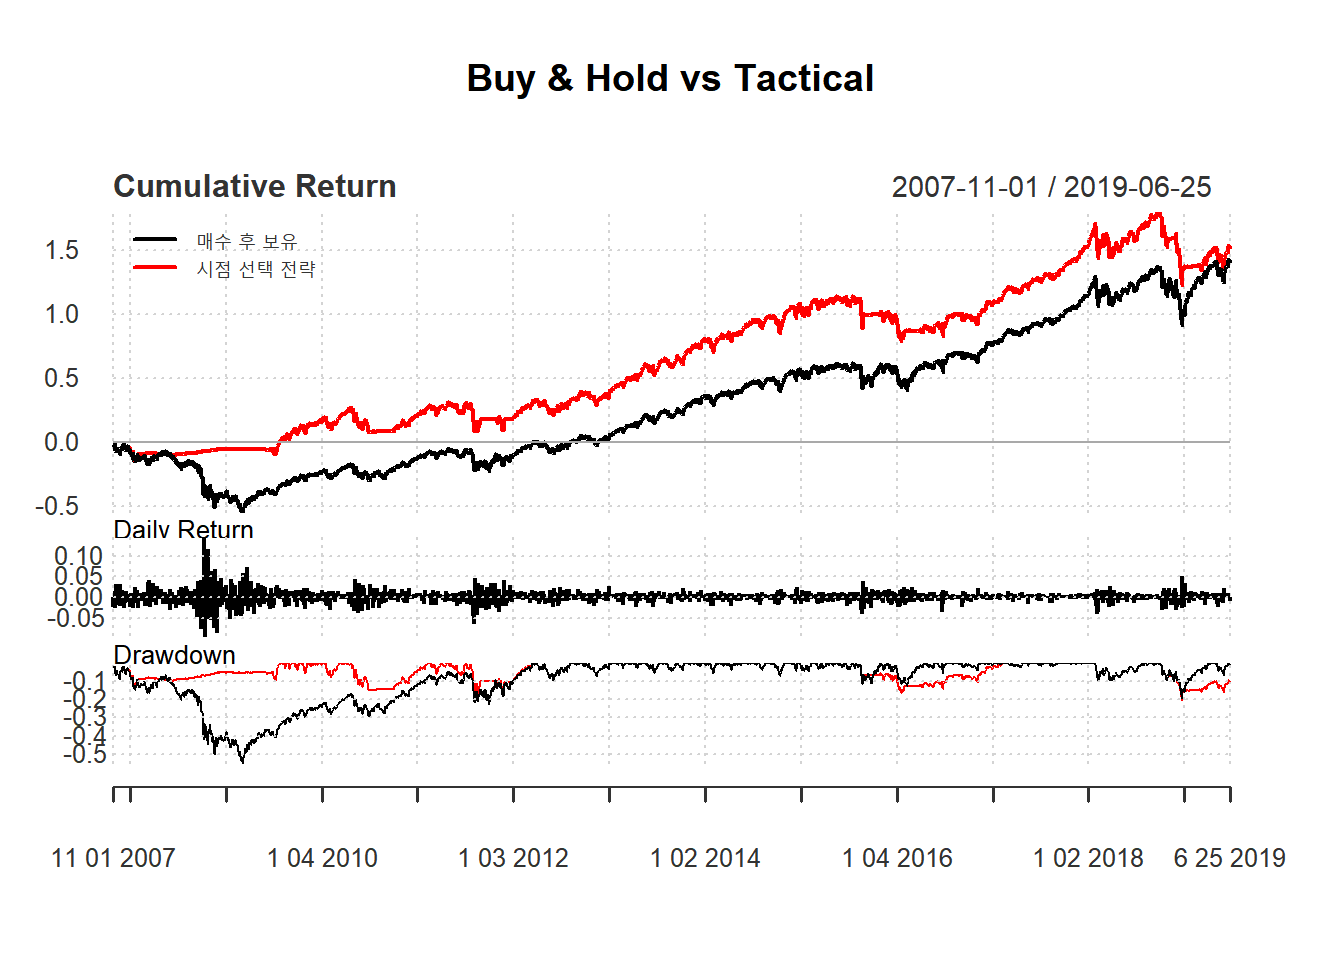 Buy & Hold vs Tactical
Cumulative Return 2007-11-01 / 2019-06-25
매수 후 보유
시점 선택 전략
1.5
1.0
0.5
0.0
-0.5
Daily Return
0.10
0.05
0.00
-0.05
Drawdown
-0.1
-0.2
-0.3
-0.4
-0.5
11 01 2007 1 04 2010 1 03 2012 1 02 2014 1 04 2016 1 02 2018 6 25 2019